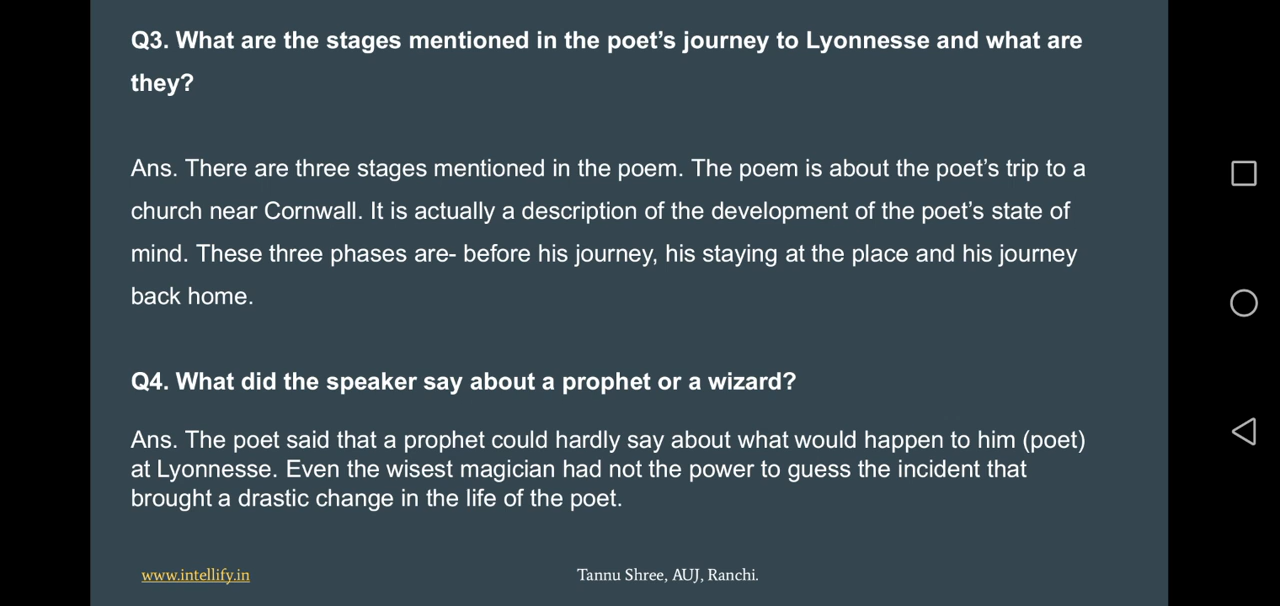 Q3. What are the stages mentioned in the poet’s journey to Lyonnesse and what are
they?
Ans. There are three stages mentioned in the poem. The poem is about the poet’s trip to a
church near Cornwall. It is actually a description of the development of the poet’s state of
mind. These three phases are- before his journey, his staying at the place and his journey
back home.
Q4. What did the speaker say about a prophet or a wizard?
Ans. The poet said that a prophet could hardly say about what would happen to him (poet)
at Lyonnesse. Even the wisest magician had not the power to guess the incident that
brought a drastic change in the life of the poet.
www.intellify.in
Tannu Shree, AUJ, Ranchi.